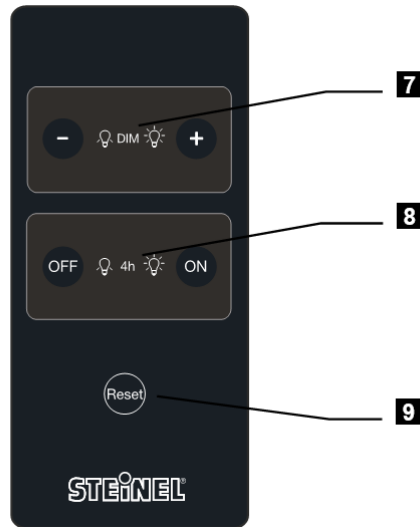 7
- DIM +
8
OFF 4h ON
Reset
9
STEINEL®